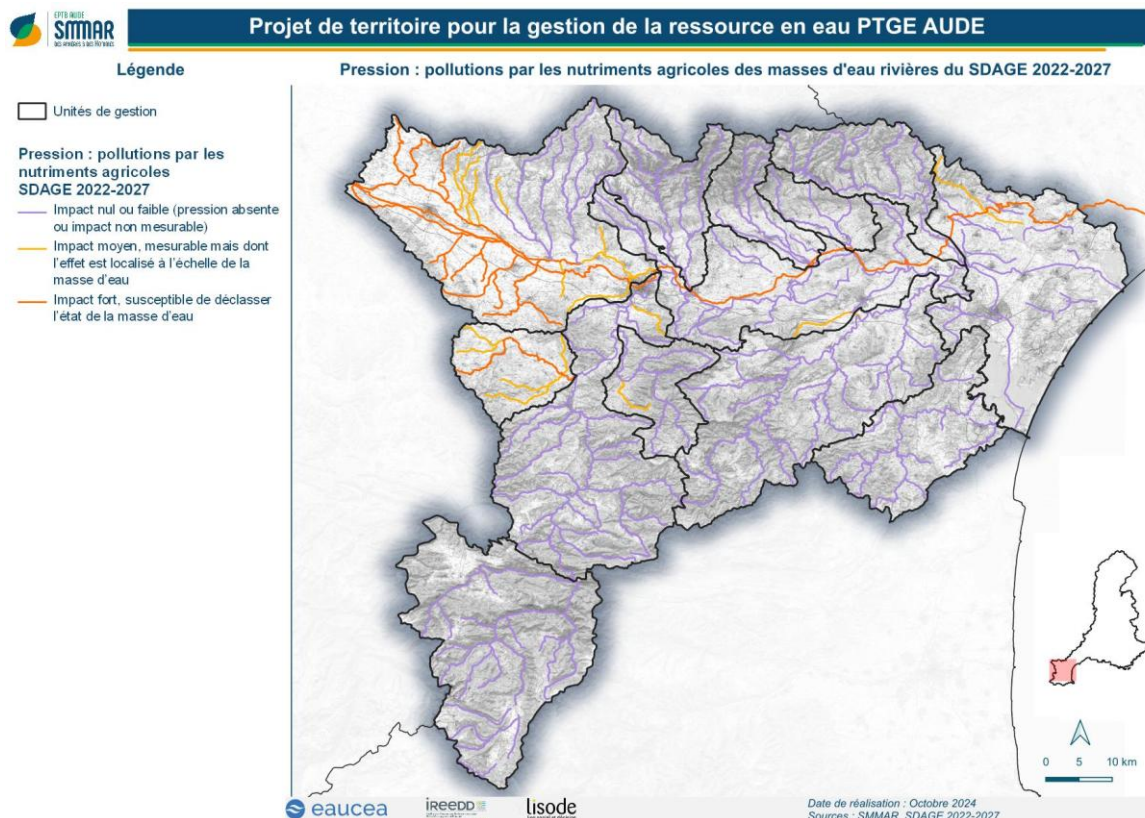 EPTB AUDE
SMMAR
Projet de territoire pour la gestion de la ressource en eau PTGE AUDE
Légende
Pression : pollutions par les nutriments agricoles des masses d'eau rivières du SDAGE 2022-2027
Unités de gestion
Pression : pollutions par les
nutriments agricoles
SDAGE 2022-2027
Impact nul ou faible (pression absente
ou impact non mesurable)
Impact moyen, mesurable mais dont
l'effet est localisé à l'échelle de la
masse d'eau
Impact fort, susceptible de déclasser
l'état de la masse d'eau
0 5 10 km
eaucea
iReeDD
lisode
Date de réalisation : Octobre 2024
Sources : SMMAR, SDAGE 2022-2027